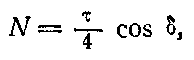 N = τ/4 cos δ,